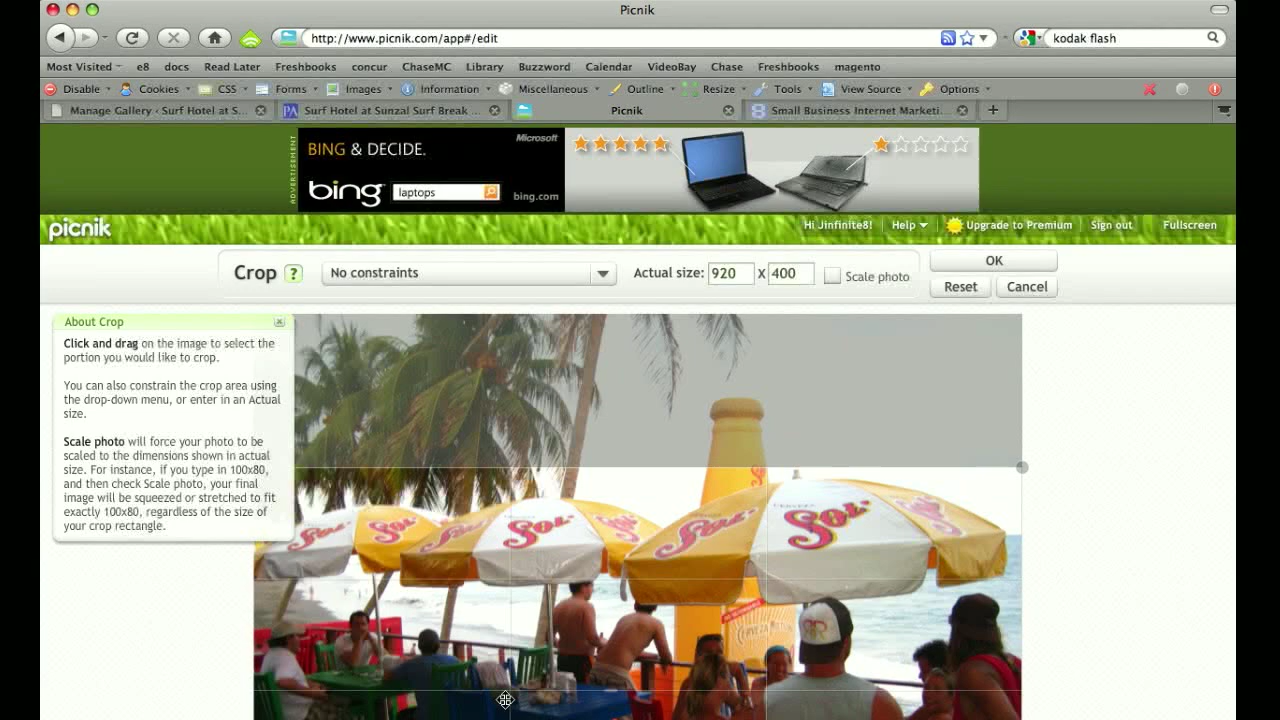 Picnik
http://www.picnik.com/app#/edit
kodak flash
Most Visited e8 docs Read Later Freshbooks concur ChaseMC Library Buzzword Calendar VideoBay Chase Freshbooks magento
Disable Cookies CSS Forms Images Information Miscellaneous Outline Resize Tools View Source Options
Manage Gallery ‹ Surf Hotel at S... Surf Hotel at Sunzal Surf Break ... Picnik Small Business Internet Marketi...
ADVERTISEMENT
Microsoft
BING & DECIDE.
bing laptops
bing.com
picnik Hi Jinfinite8! Help Upgrade to Premium Sign out Fullscreen
Crop ? No constraints Actual size: 920 X 400 Scale photo OK
Reset Cancel
About Crop
Click and drag on the image to select the
portion you would like to crop.
You can also constrain the crop area using
the drop-down menu, or enter in an Actual
size.
Scale photo will force your photo to be
scaled to the dimensions shown in actual
size. For instance, if you type in 100x80,
and then check Scale photo, your final
image will be squeezed or stretched to fit
exactly 100x80, regardless of the size of
your crop rectangle.
SOL SOL SOL SOL SOL SOL